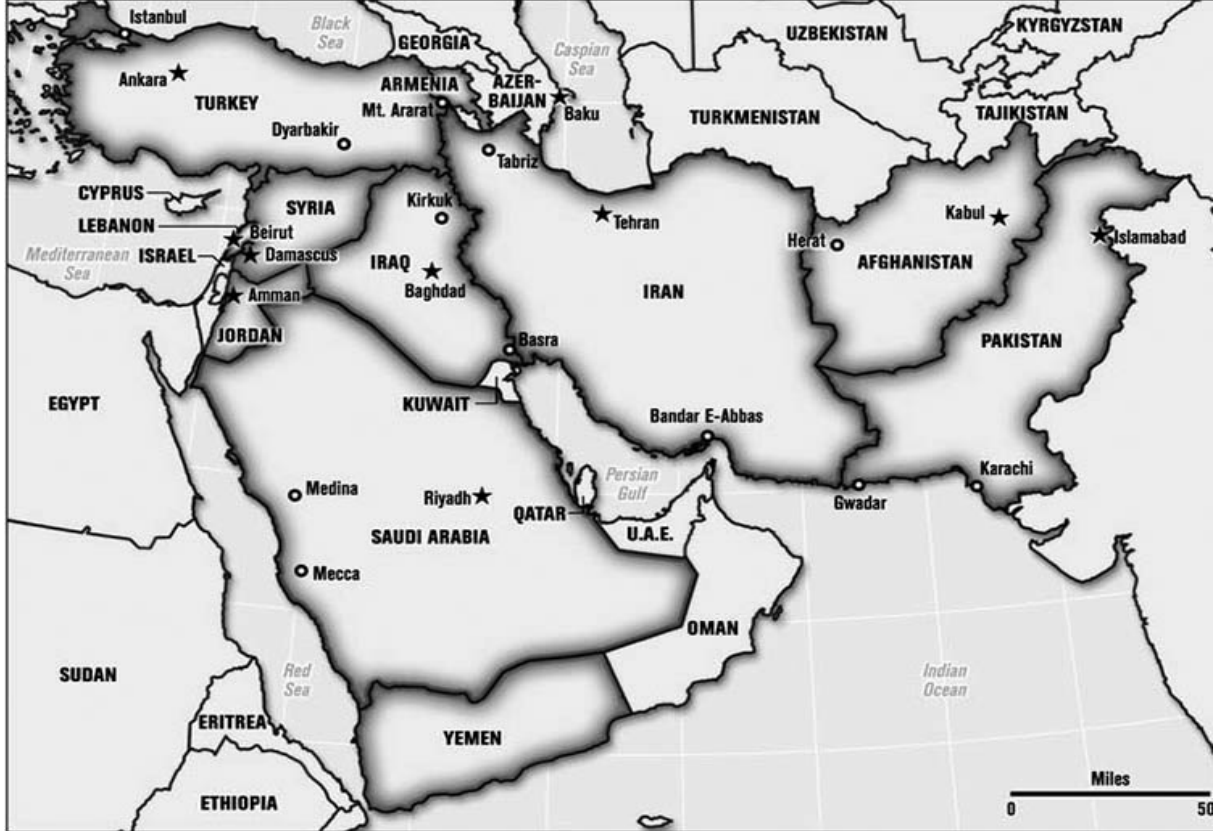 Istanbul
Black
Sea
GEORGIA
Caspian
Sea
UZBEKISTAN
KYRGYZSTAN
Ankara
TURKEY
ARMENIA
Mt. Ararat
AZER-
BAIJAN
Baku
TURKMENISTAN
TAJIKISTAN
Dyarbakir
Tabriz
CYPRUS
LEBANON
SYRIA
Kirkuk
Tehran
Kabul
Islamabad
Beirut
Mediterranean
Sea
ISRAEL
Damascus
IRAQ
Baghdad
Herat
AFGHANISTAN
IRAN
Amman
JORDAN
Basra
PAKISTAN
EGYPT
KUWAIT
Bandar E-Abbas
Persian
Gulf
Karachi
Medina
Riyadh
QATAR
Gwadar
SAUDI ARABIA
U.A.E.
Mecca
OMAN
SUDAN
Red
Sea
Indian
Ocean
ERITREA
YEMEN
Miles
ETHIOPIA
0